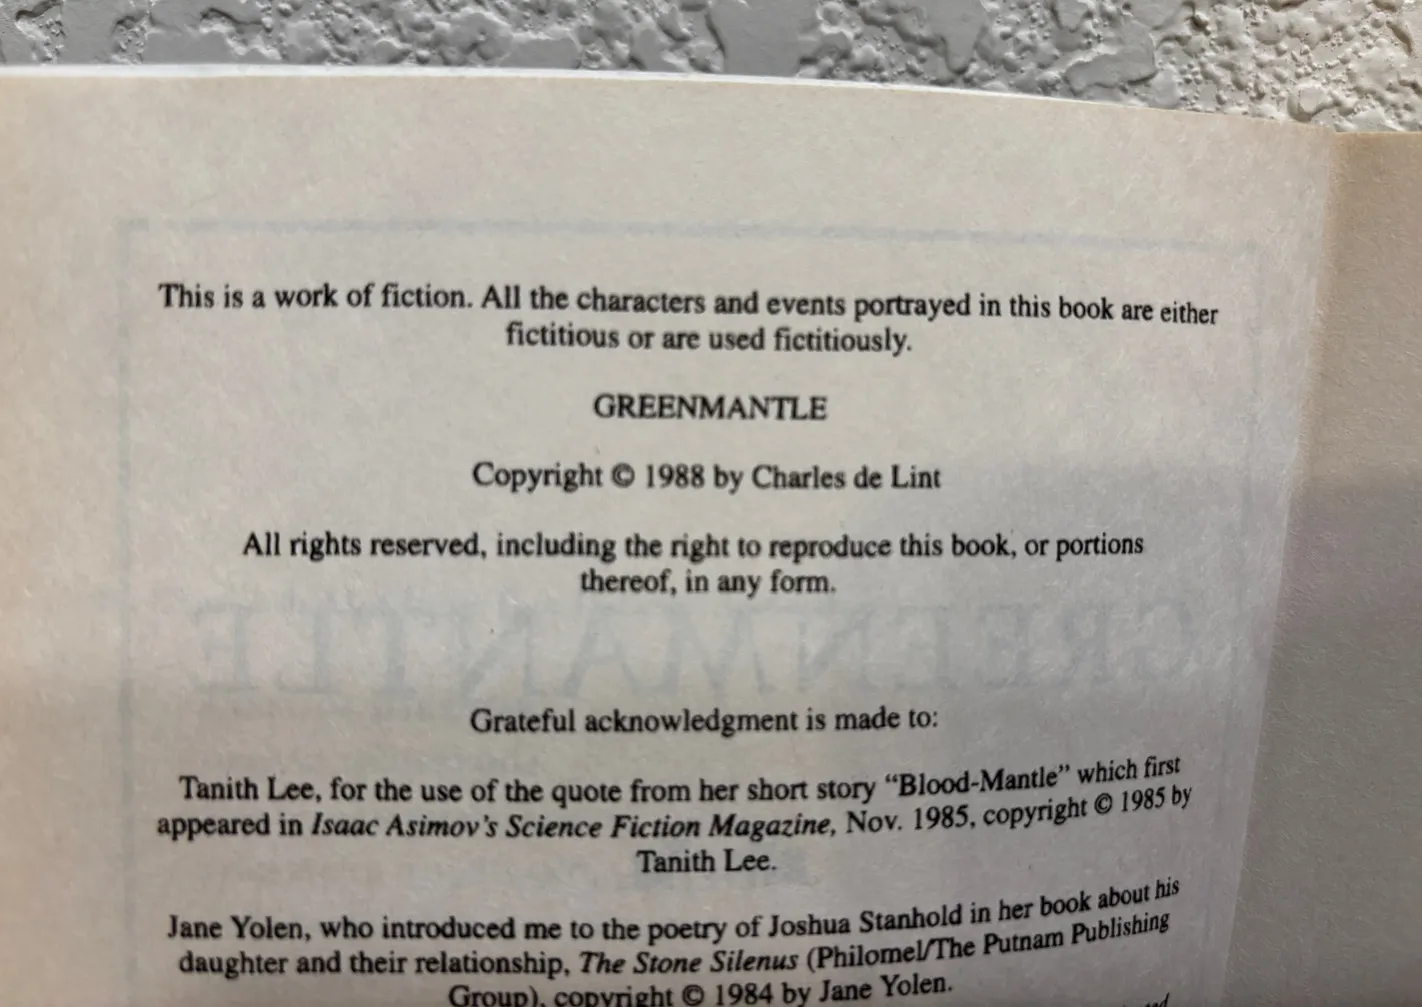 This is a work of fiction. All the characters and events portrayed in this book are either
fictitious or are used fictitiously.
GREENMANTLE
Copyright © 1988 by Charles de Lint
All rights reserved, including the right to reproduce this book, or portions
thereof, in any form.
GREENMANTLE
Grateful acknowledgment is made to:
Tanith Lee, for the use of the quote from her short story “Blood-Mantle” which first
appeared in Isaac Asimov's Science Fiction Magazine, Nov. 1985, copyright © 1985 by
Tanith Lee.
Jane Yolen, who introduced me to the poetry of Joshua Stanhold in her book about his
daughter and their relationship, The Stone Silenus (Philomel/The Putnam Publishing
Group), copyright © 1984 by Jane Yolen.